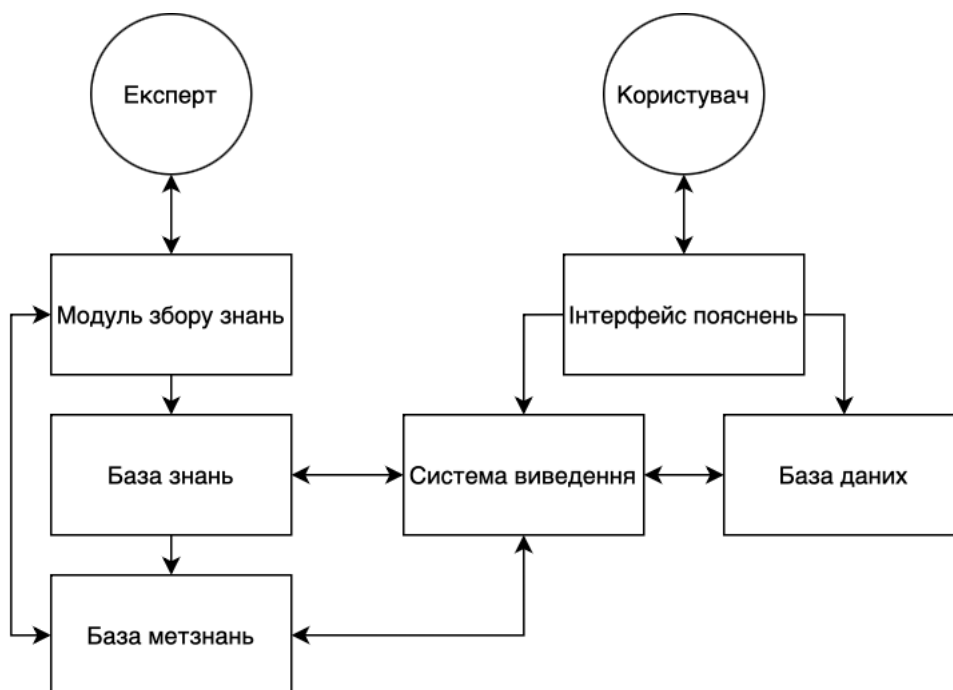 Експерт
Користувач
Модуль збору знань
Інтерфейс пояснень
База знань
Система виведення
База даних
База метзнань